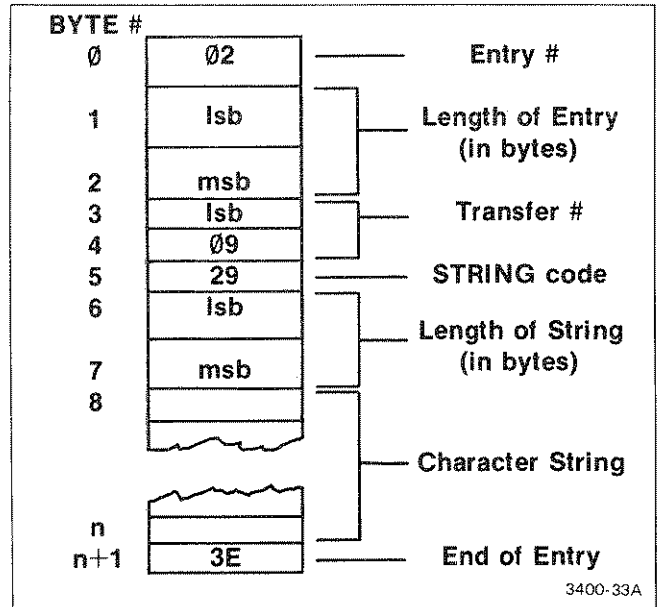 BYTE #
Ø Ø2 Entry #
1 lsb Length of Entry
(in bytes)
2 msb
3 lsb Transfer #
4 Ø9
5 29 STRING code
6 lsb
Length of String
7 msb (in bytes)
8
Character String
n
n+1 3E End of Entry
3400-33A